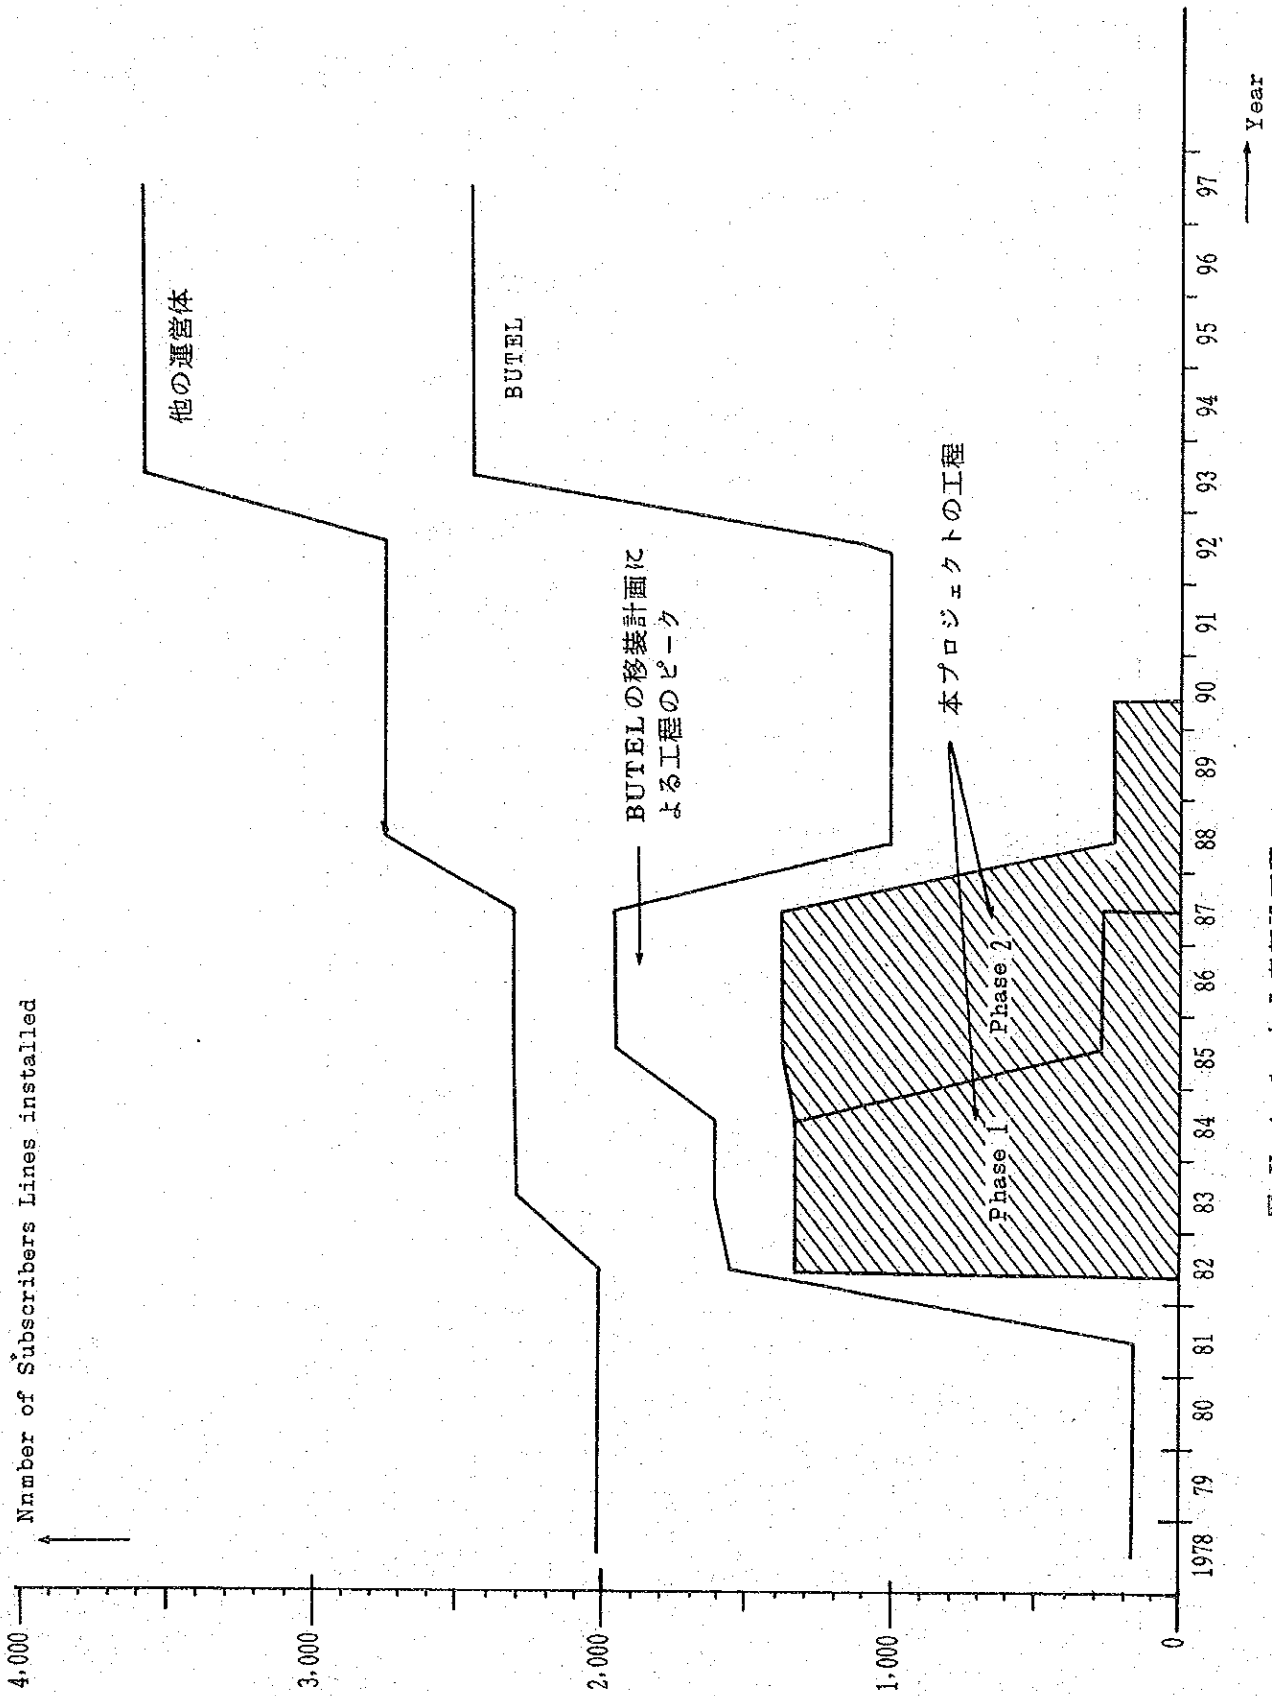 Nnmber of Subscribers Lines installed
4,000
3,000
2,000
1,000
0
他の運営体
BUTEL
BUTELの移装計画に
よる工程のピーク
本プロジェクトの工程
Phase 1
Phase 2
1978 79 80 81 82 83 84 85 86 87 88 89 90 91 92 93 94 95 96 97
Year